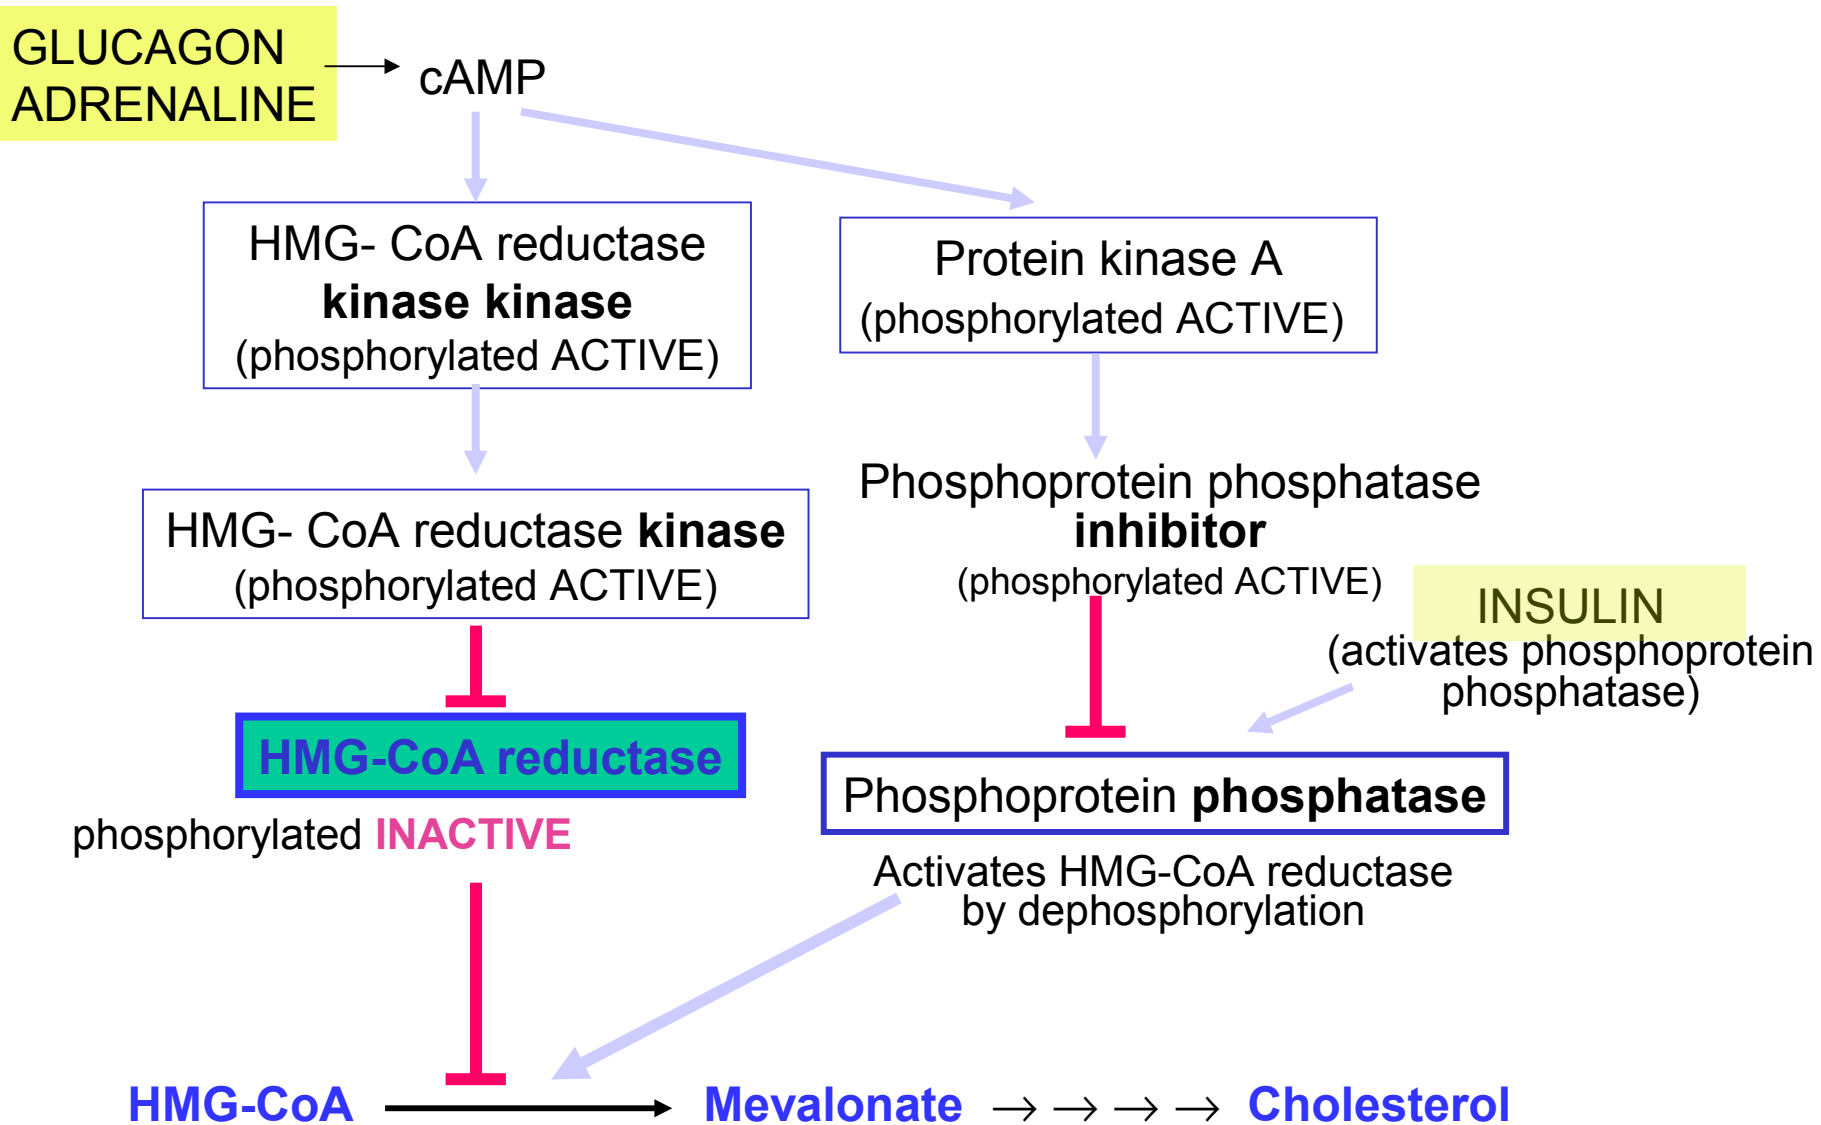 GLUCAGON
ADRENALINE
cAMP
HMG- CoA reductase
kinase kinase
(phosphorylated ACTIVE)
Protein kinase A
(phosphorylated ACTIVE)
HMG- CoA reductase kinase
(phosphorylated ACTIVE)
Phosphoprotein phosphatase
inhibitor
(phosphorylated ACTIVE)
INSULIN
(activates phosphoprotein
phosphatase)
HMG-CoA reductase
phosphorylated INACTIVE
Phosphoprotein phosphatase
Activates HMG-CoA reductase
by dephosphorylation
HMG-CoA → Mevalonate → → → → Cholesterol